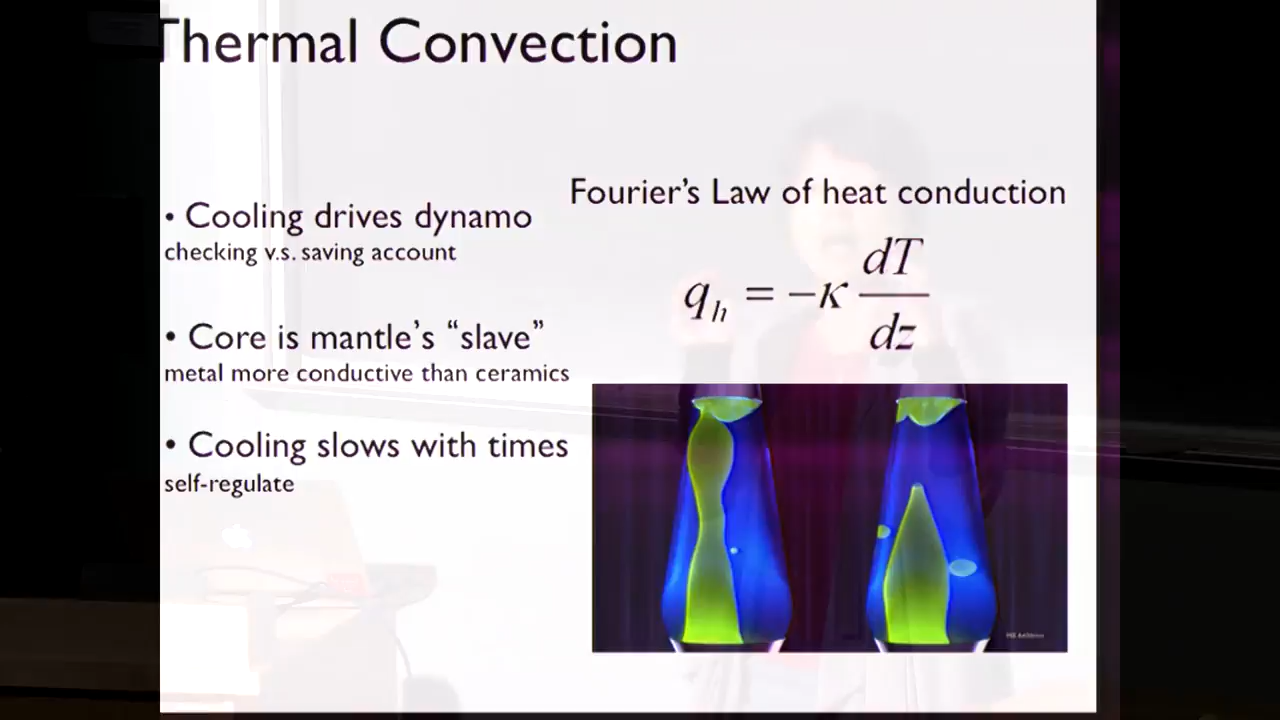 Thermal Convection
• Cooling drives dynamo
checking v.s. saving account
• Core is mantle's “slave”
metal more conductive than ceramics
• Cooling slows with times
self-regulate
Fourier's Law of heat conduction
q_h = −κ dT/dz